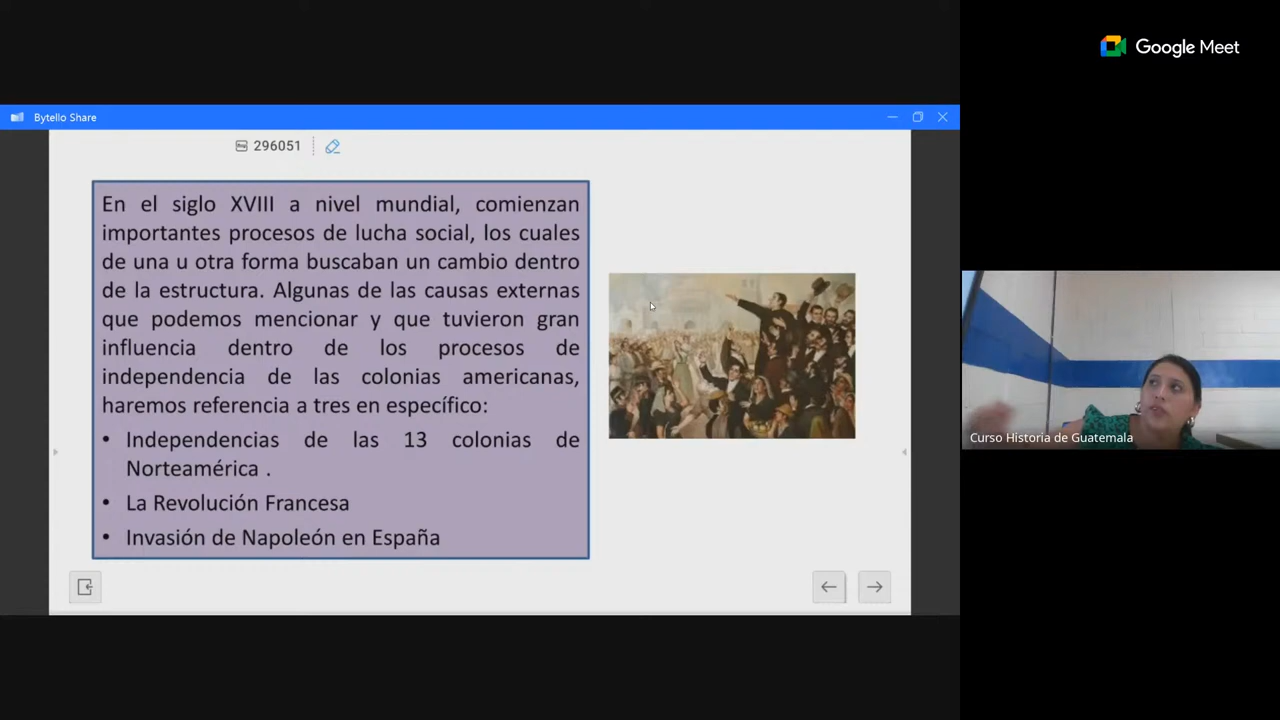 Google Meet
Bytello Share
296051
En el siglo XVIII a nivel mundial, comienzan
importantes procesos de lucha social, los cuales
de una u otra forma buscaban un cambio dentro
de la estructura. Algunas de las causas externas
que podemos mencionar y que tuvieron gran
influencia dentro de los procesos de
independencia de las colonias americanas,
haremos referencia a tres en específico:
• Independencias de las 13 colonias de
Norteamérica .
• La Revolución Francesa
• Invasión de Napoleón en España
Curso Historia de Guatemala